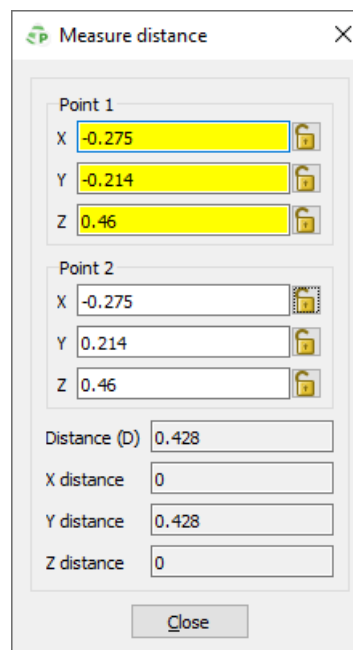 Measure distance
Point 1
X -0.275
Y -0.214
Z 0.46
Point 2
X -0.275
Y 0.214
Z 0.46
Distance (D) 0.428
X distance 0
Y distance 0.428
Z distance 0
Close